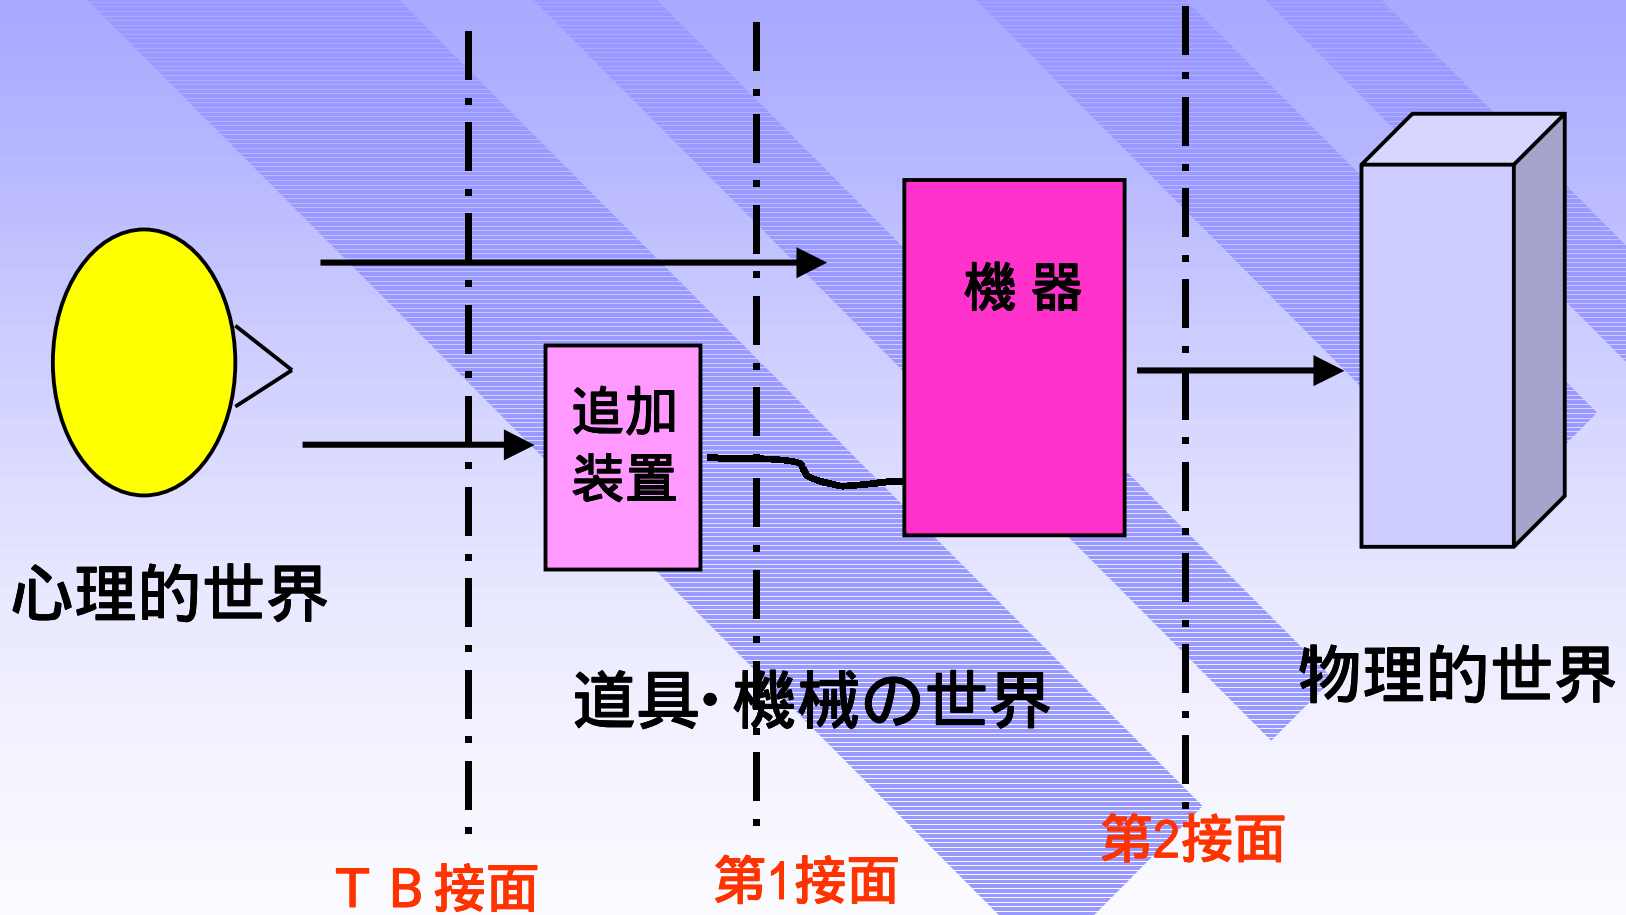 機 器
追加
装置
心理的世界
道具・機械の世界
物理的世界
ＴＢ接面
第1接面
第2接面